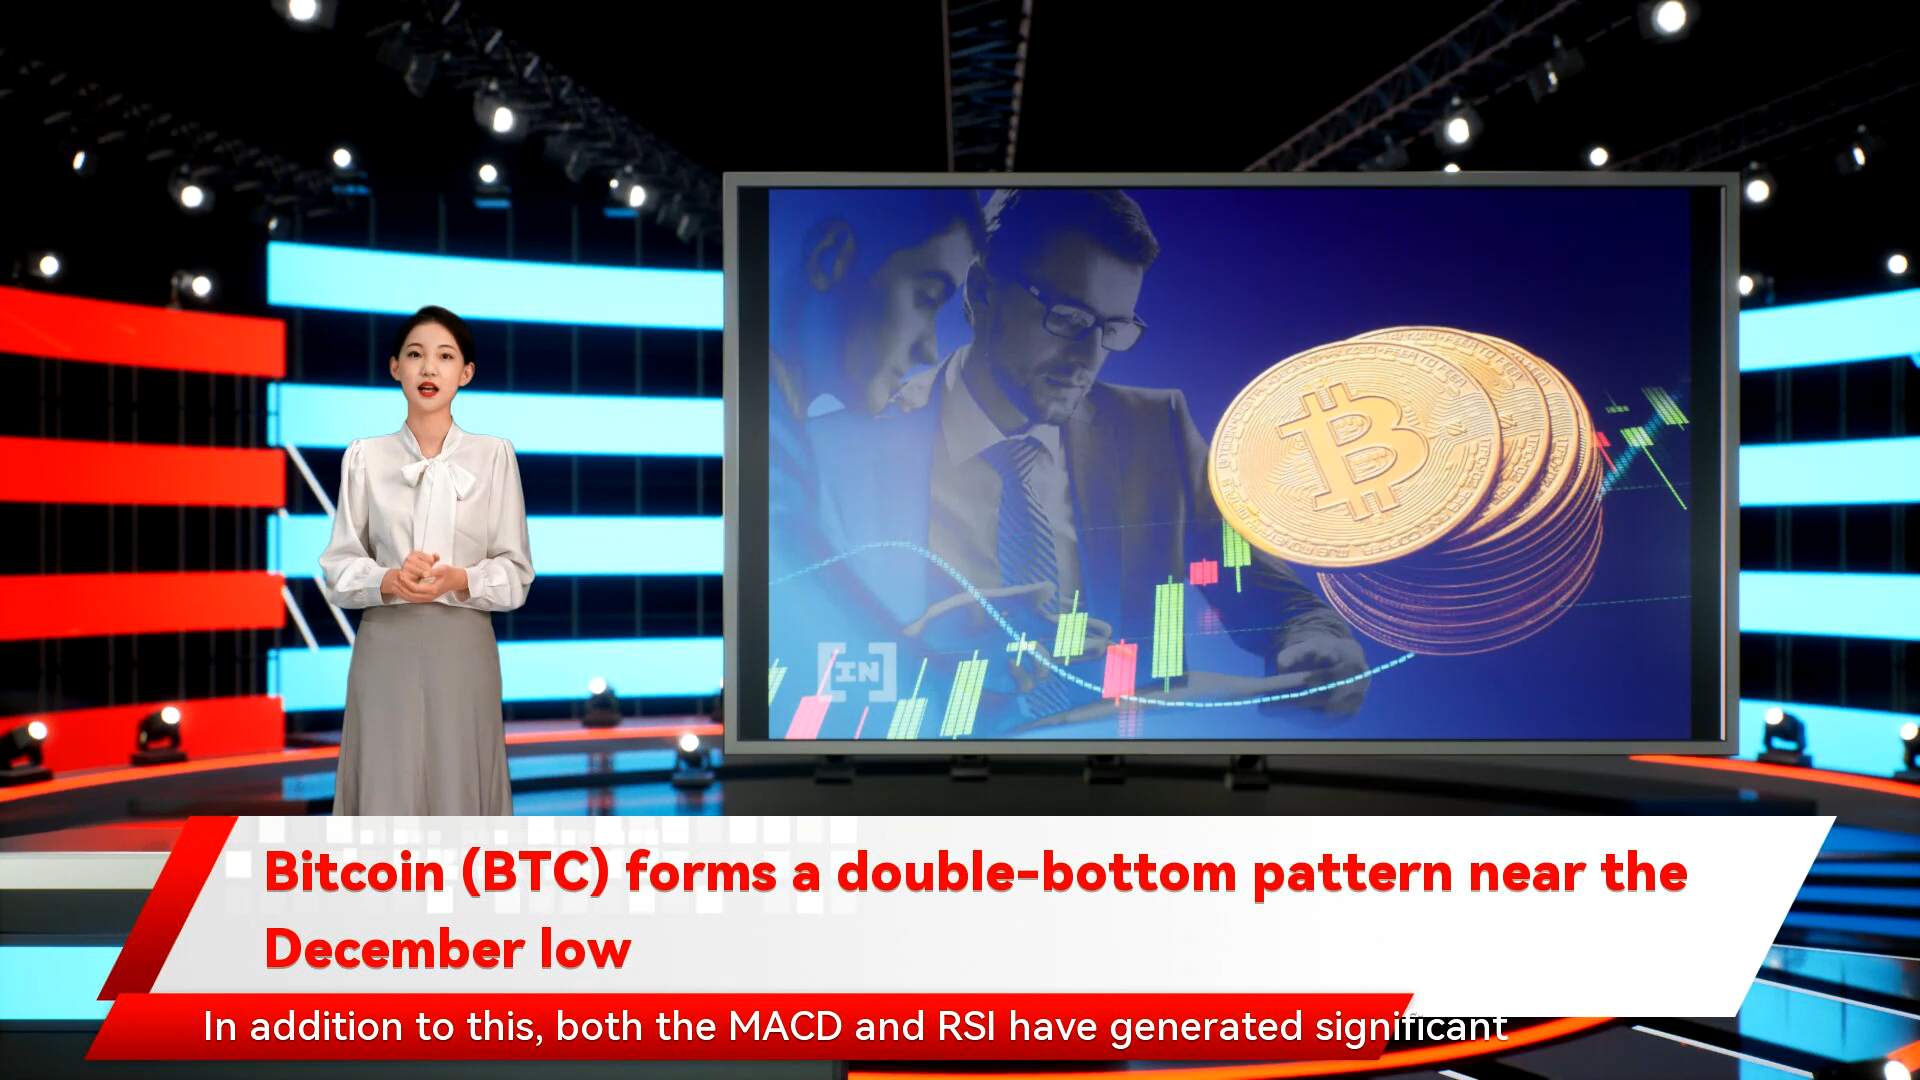 IN
Bitcoin (BTC) forms a double-bottom pattern near the
December low
In addition to this, both the MACD and RSI have generated significant